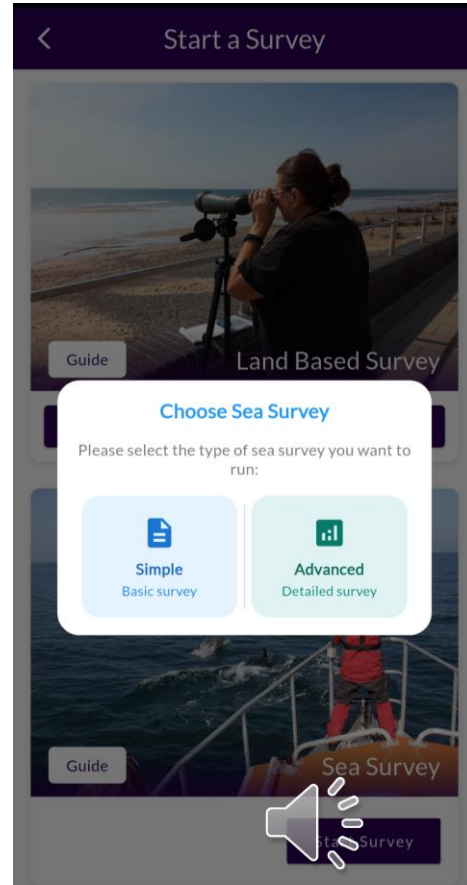 Start a Survey
Guide
Land Based Survey
Choose Sea Survey
Please select the type of sea survey you want to
run:
Simple
Basic survey
Advanced
Detailed survey
Guide
Sea Survey
Start Survey